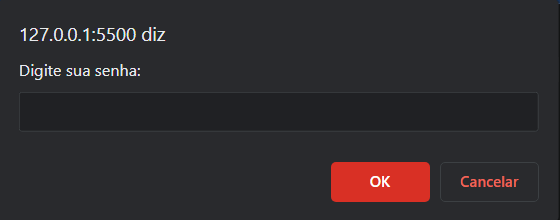 127.0.0.1:5500 diz
Digite sua senha:
OK Cancelar